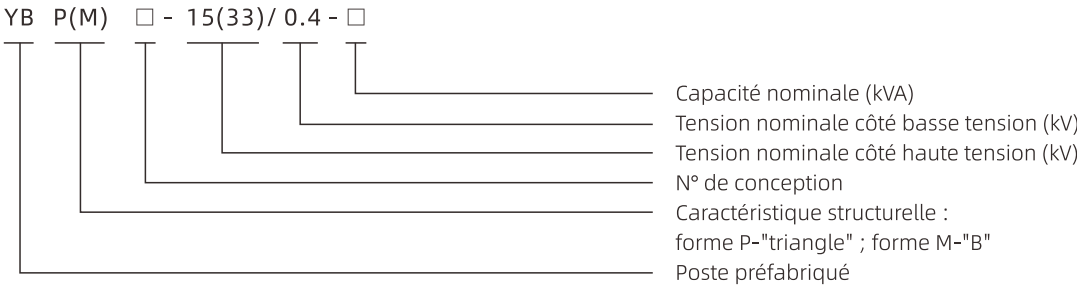 YB P(M) □ - 15(33)/ 0.4 - □
Capacité nominale (kVA)
Tension nominale côté basse tension (kV)
Tension nominale côté haute tension (kV)
N° de conception
Caractéristique structurelle :
forme P-"triangle" ; forme M-"B"
Poste préfabriqué